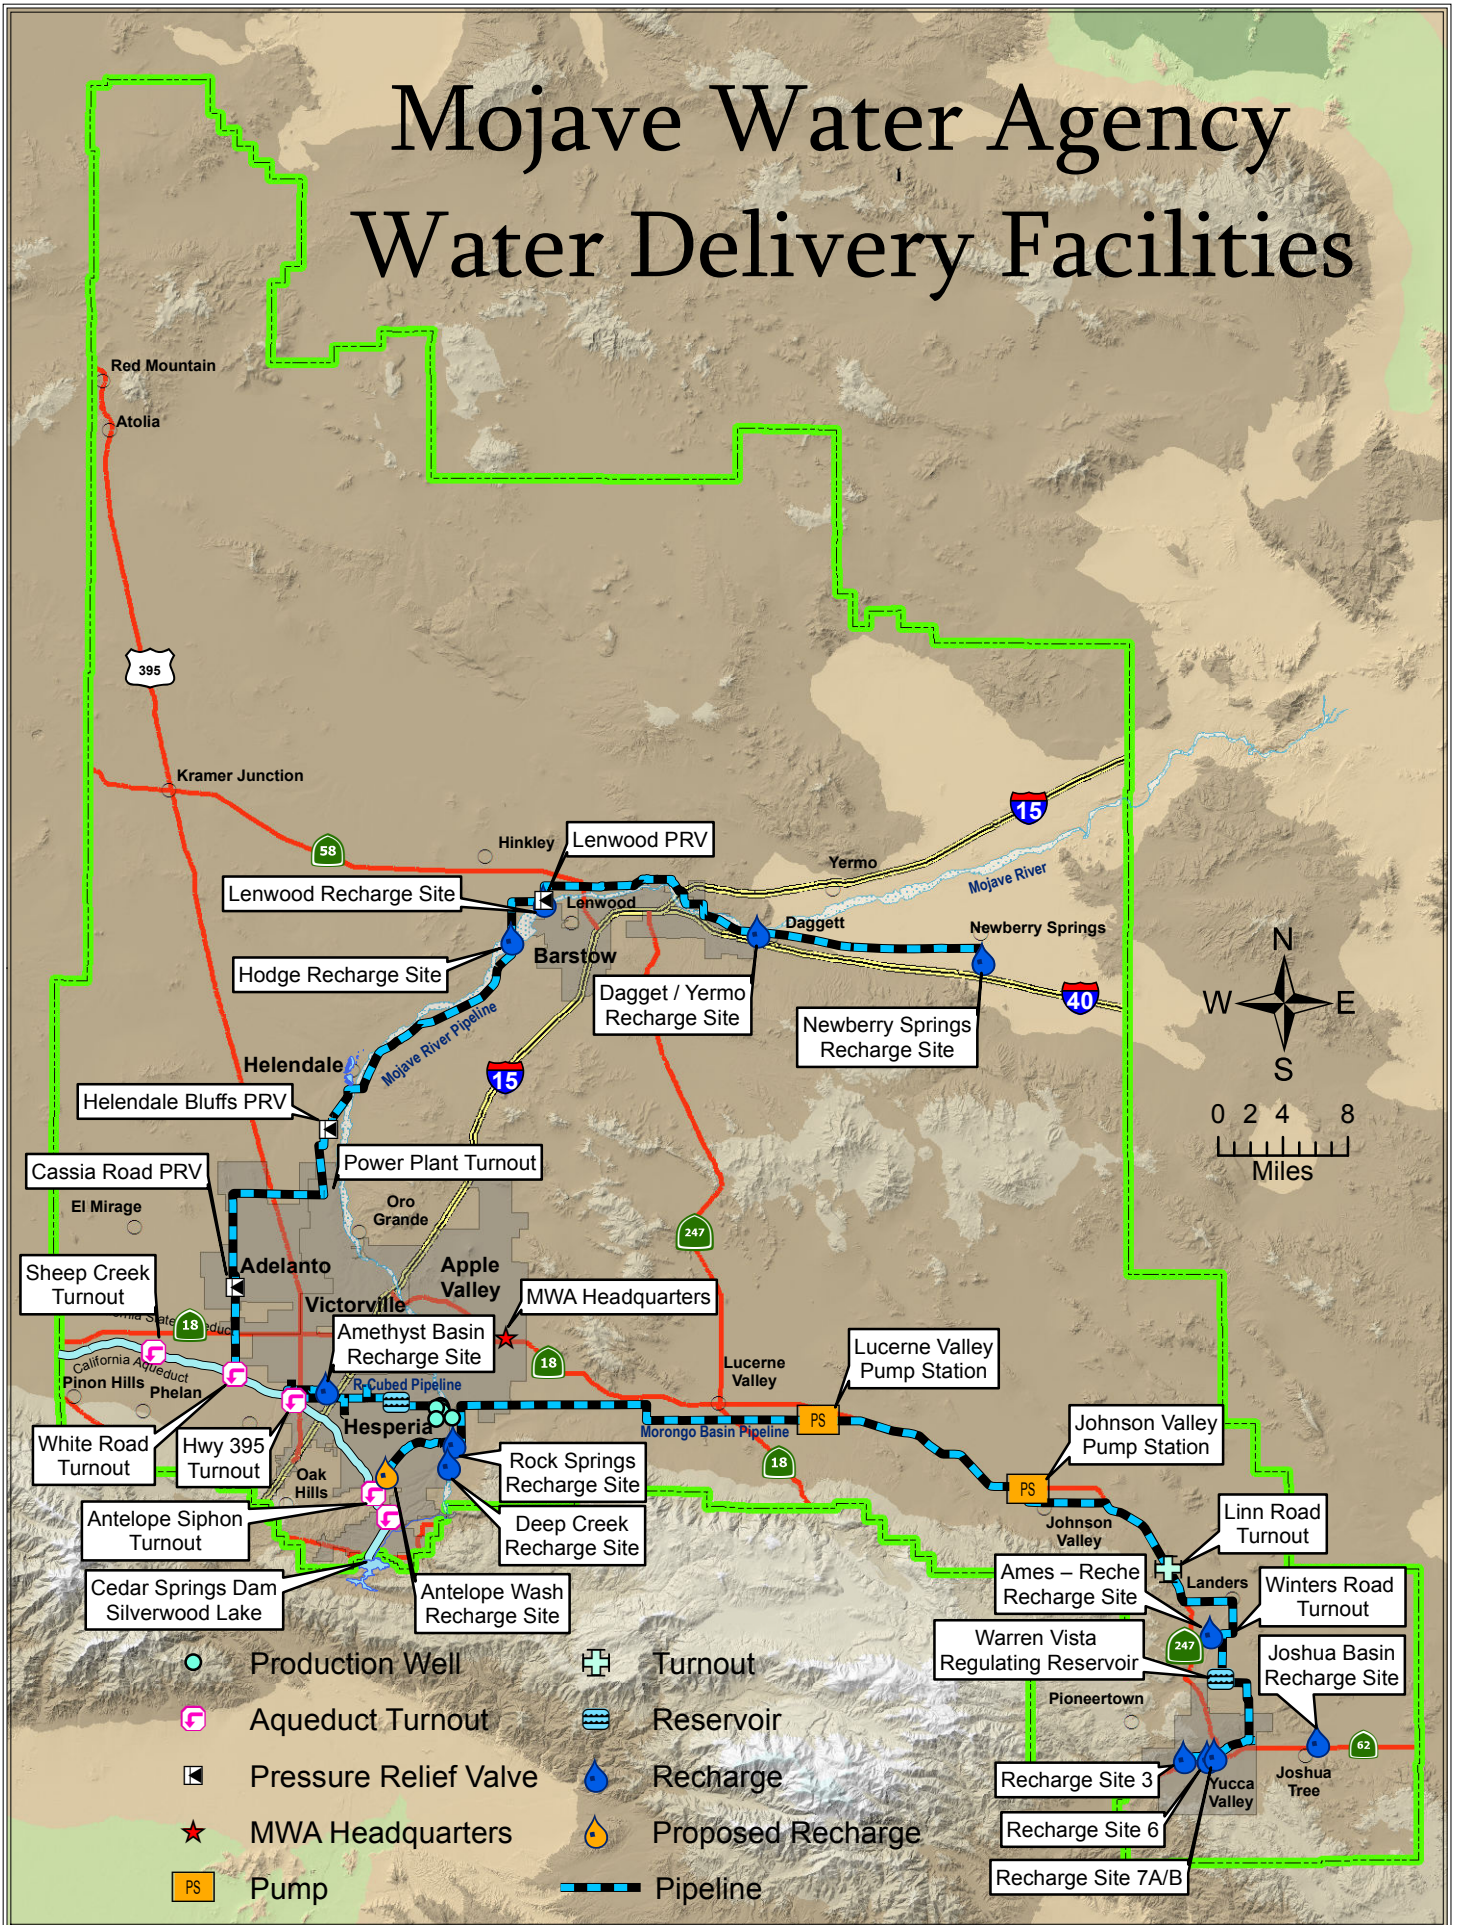 Mojave Water Agency
Water Delivery Facilities
Red Mountain
Atolia
395
Kramer Junction
58
Hinkley
Lenwood PRV
Lenwood Recharge Site
Lenwood
Hodge Recharge Site
Barstow
15
Yermo
Mojave River
Daggett
Newberry Springs
Dagget / Yermo
Recharge Site
Newberry Springs
Recharge Site
40
N
W
E
S
0 2 4 8
Miles
Mojave River Pipeline
Helendale
15
Helendale Bluffs PRV
Power Plant Turnout
Cassia Road PRV
El Mirage
Oro
Grande
247
Adelanto
Apple
Valley
Sheep Creek
Turnout
18
Victorville
MWA Headquarters
Amethyst Basin
Recharge Site
18
California Aqueduct
Pinon Hills
Phelan
R-Cubed Pipeline
Hesperia
Lucerne
Valley
Lucerne Valley
Pump Station
PS
Morongo Basin Pipeline
18
White Road
Turnout
Hwy 395
Turnout
Oak
Hills
Rock Springs
Recharge Site
Johnson Valley
Pump Station
PS
Johnson
Valley
Antelope Siphon
Turnout
Deep Creek
Recharge Site
Linn Road
Turnout
Cedar Springs Dam
Silverwood Lake
Antelope Wash
Recharge Site
Ames – Reche
Recharge Site
Landers
Winters Road
Turnout
Warren Vista
Regulating Reservoir
247
Joshua Basin
Recharge Site
Pioneertown
62
Recharge Site 3
Yucca
Valley
Joshua
Tree
Recharge Site 6
Recharge Site 7A/B
Production Well
Turnout
Aqueduct Turnout
Reservoir
Pressure Relief Valve
Recharge
MWA Headquarters
Proposed Recharge
PS
Pump
Pipeline